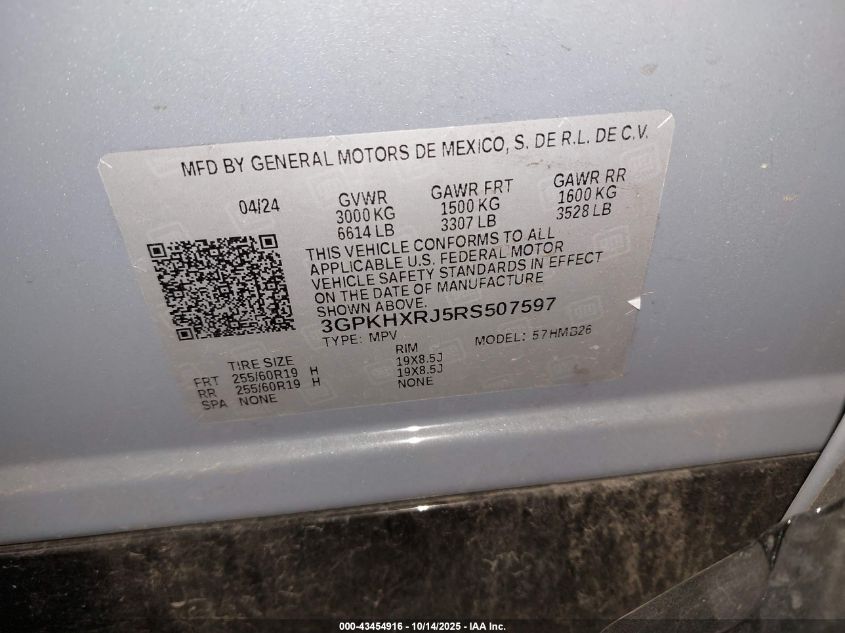 MFD BY GENERAL MOTORS DE MEXICO, S. DE R.L. DE C.V.
04/24 GVWR GAWR FRT GAWR RR
3000 KG 1500 KG 1600 KG
6614 LB 3307 LB 3528 LB
THIS VEHICLE CONFORMS TO ALL
APPLICABLE U.S. FEDERAL MOTOR
VEHICLE SAFETY STANDARDS IN EFFECT
ON THE DATE OF MANUFACTURE
SHOWN ABOVE.
3GPKHXRJ5RS507597
TYPE: MPV MODEL: 57HMB26
TIRE SIZE RIM
FRT 255/60R19 H 19X8.5J
RR 255/60R19 H 19X8.5J
SPA NONE NONE
000-43454916 - 10/14/2025 - IAA Inc.